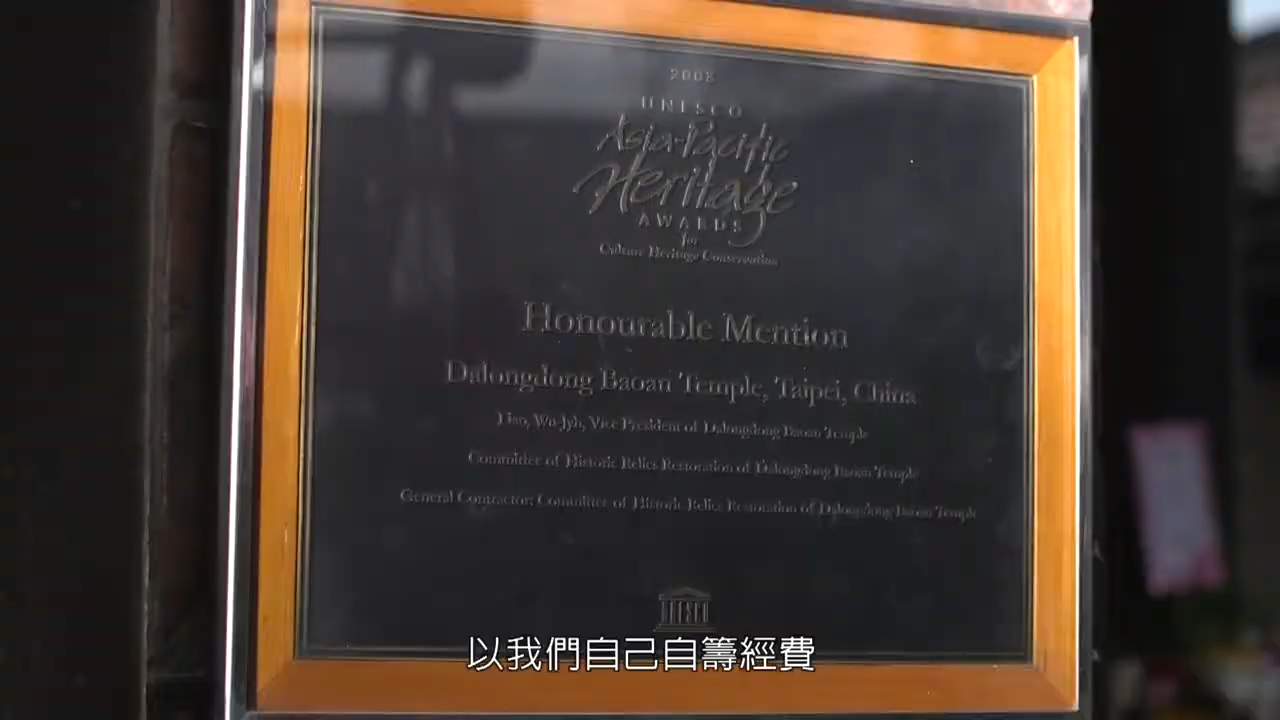 UNESCO
Asia-Pacific
Heritage
AWARDS
for
Culture Heritage Conservation
Honourable Mention
Dalongdong Baoan Temple, Taipei, China
Wu-Jyh, Vice President of Dalongdong Baoan Temple
Committee of Historic Relics Restoration of Dalongdong Baoan Temple
General Contractor: Committee of Historic Relics Restoration of Dalongdong Baoan Temple
以我們自己自籌經費